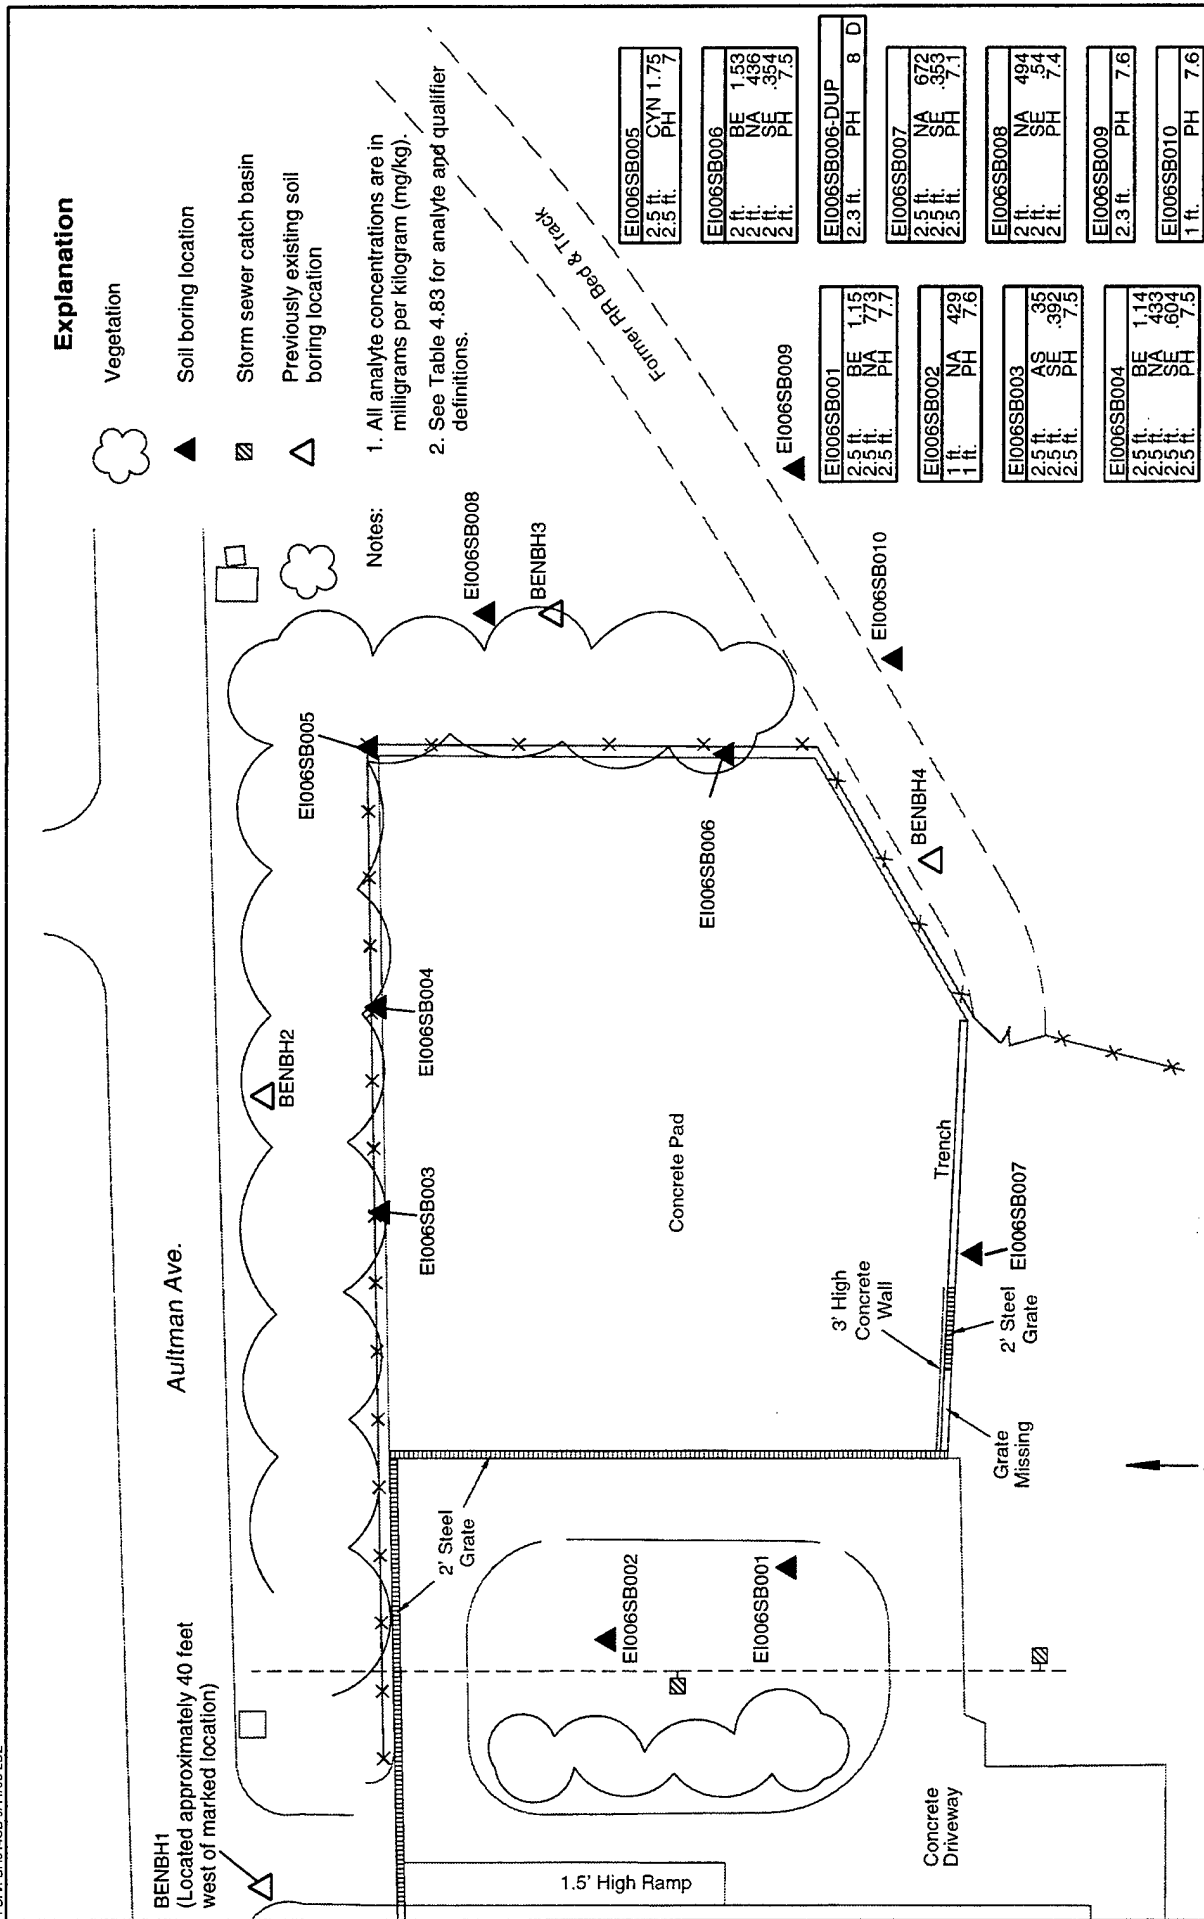 Explanation
Vegetation
Soil boring location
Storm sewer catch basin
Previously existing soil
boring location
Notes:
1. All analyte concentrations are in
milligrams per kilogram (mg/kg).
2. See Table 4.83 for analyte and qualifier
definitions.
Aultman Ave.
BENBH1
(Located approximately 40 feet
west of marked location)
BENBH2
EI006SB005
EI006SB008
BENBH3
EI006SB003
EI006SB004
2' Steel
Grate
EI006SB002
EI006SB001
Concrete Pad
EI006SB006
Former RR Bed & Track
EI006SB009
EI006SB010
BENBH4
Trench
3' High
Concrete
Wall
EI006SB007
2' Steel
Grate
Grate
Missing
1.5' High Ramp
Concrete
Driveway
EI006SB001
2.5 ft. BE 1.15
2.5 ft. NA 773
2.5 ft. PH 7.7
EI006SB002
1 ft. NA 429
1 ft. PH 7.6
EI006SB003
2.5 ft. AS .35
2.5 ft. SE .392
2.5 ft. PH 7.5
EI006SB004
2.5 ft. BE 1.14
2.5 ft. NA 433
2.5 ft. SE .604
2.5 ft. PH 7.5
EI006SB005
2.5 ft. CYN 1.75
2.5 ft. PH 7
EI006SB006
2 ft. BE 1.53
2 ft. NA 436
2 ft. SE .354
2 ft. PH 7.5
EI006SB006-DUP
2.3 ft. PH 8 D
EI006SB007
2.5 ft. NA 672
2.5 ft. SE .353
2.5 ft. PH 7.1
EI006SB008
2 ft. NA 494
2 ft. SE .54
2 ft. PH 7.4
EI006SB009
2.3 ft. PH 7.6
EI006SB010
1 ft. PH 7.6